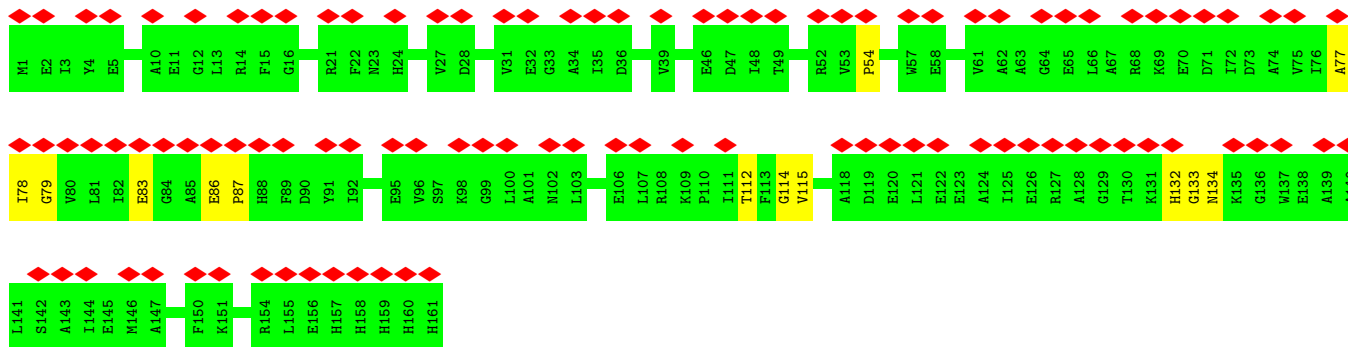 M1 E2 I3 Y4 E5 A10 E11 G12 L13 R14 F15 G16 R21 F22 N23 H24 V27 D28 V31 E32 G33 A34 I35 D36 V39 E46 D47 I48 T49 R52 V53 P54 W57 E58 V61 A62 A63 G64 E65 L66 A67 R68 K69 E70 D71 I72 D73 A74 V75 I76 A77
I78 G79 V80 L81 I82 E83 G84 A85 E86 P87 H88 F89 D90 Y91 I92 E95 V96 S97 K98 G99 L100 A101 N102 L103 E106 L107 R108 K109 P110 I111 T112 F113 G114 V115 A118 D119 E120 L121 E122 E123 A124 I125 E126 R127 A128 G129 T130 K131 H132 G133 N134 K135 G136 W137 E138 A139
L141 S142 A143 I144 E145 M146 A147 F150 K151 R154 L155 E156 H157 H158 H159 H160 H161